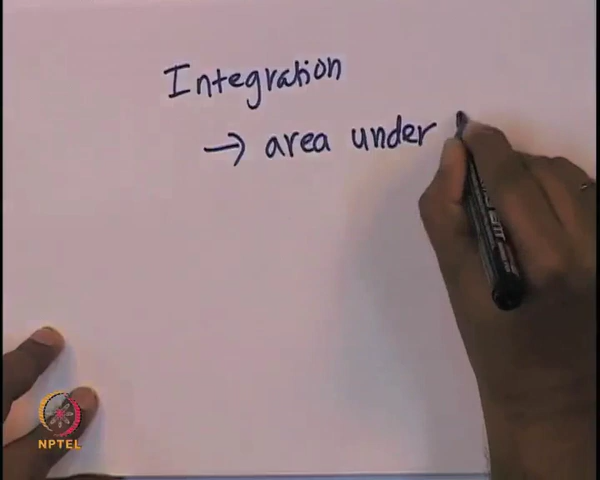 Integration
→ area under
NPTEL